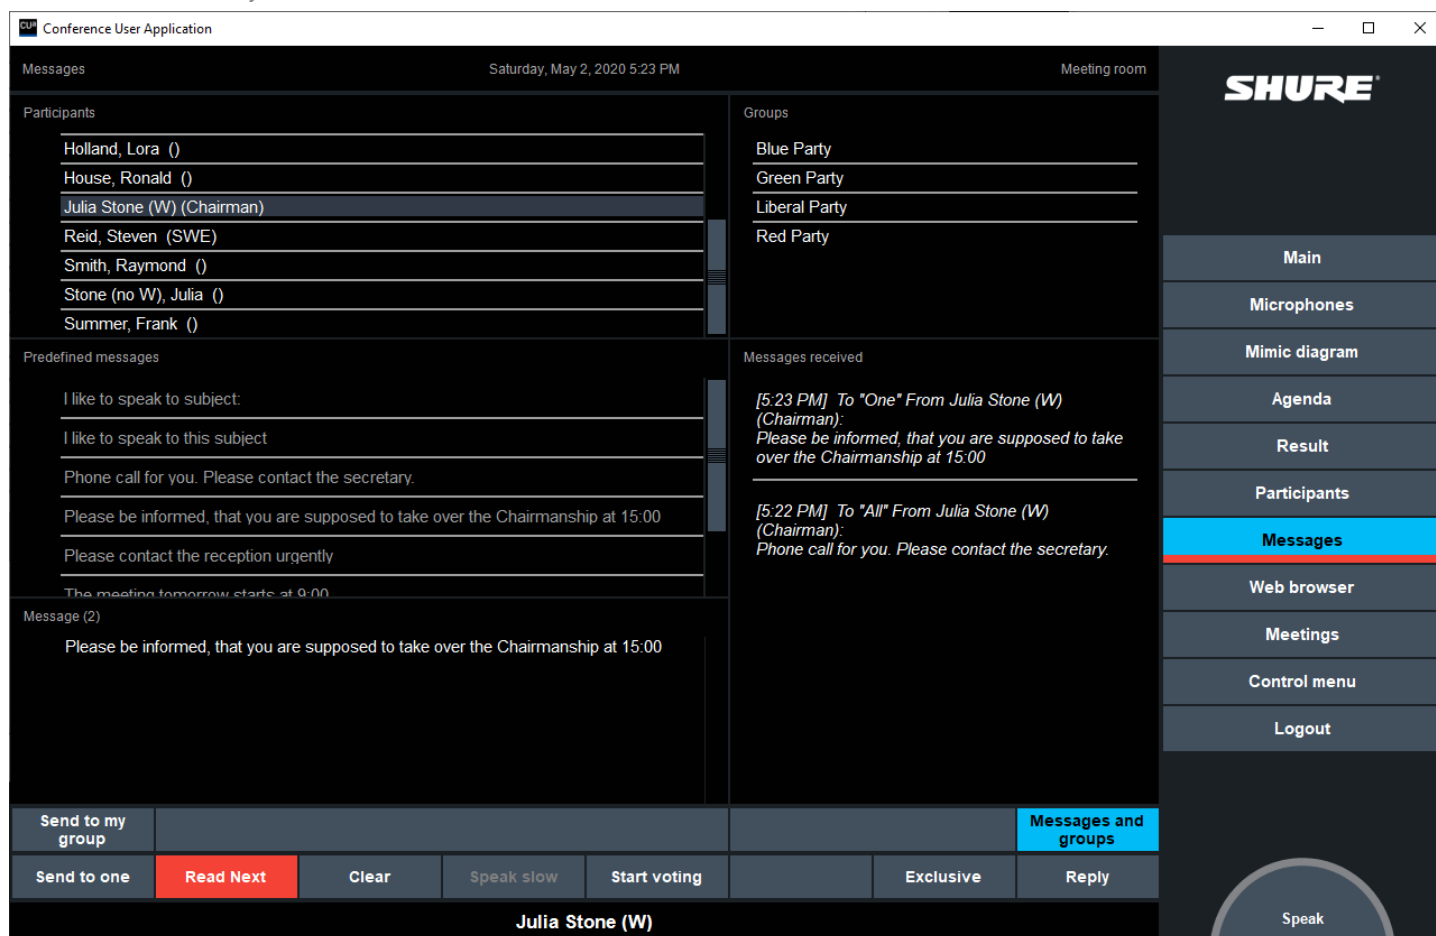 CUa Conference User Application
Messages
Saturday, May 2, 2020 5:23 PM
Meeting room
SHURE
Participants
Holland, Lora ()
House, Ronald ()
Julia Stone (W) (Chairman)
Reid, Steven (SWE)
Smith, Raymond ()
Stone (no W), Julia ()
Summer, Frank ()
Groups
Blue Party
Green Party
Liberal Party
Red Party
Predefined messages
I like to speak to subject:
I like to speak to this subject
Phone call for you. Please contact the secretary.
Please be informed, that you are supposed to take over the Chairmanship at 15:00
Please contact the reception urgently
The meeting tomorrow starts at 9:00
Messages received
[5:23 PM] To "One" From Julia Stone (W)
(Chairman):
Please be informed, that you are supposed to take
over the Chairmanship at 15:00
[5:22 PM] To "All" From Julia Stone (W)
(Chairman):
Phone call for you. Please contact the secretary.
Message (2)
Please be informed, that you are supposed to take over the Chairmanship at 15:00
Main
Microphones
Mimic diagram
Agenda
Result
Participants
Messages
Web browser
Meetings
Control menu
Logout
Send to my
group
Messages and
groups
Send to one
Read Next
Clear
Speak slow
Start voting
Exclusive
Reply
Julia Stone (W)
Speak